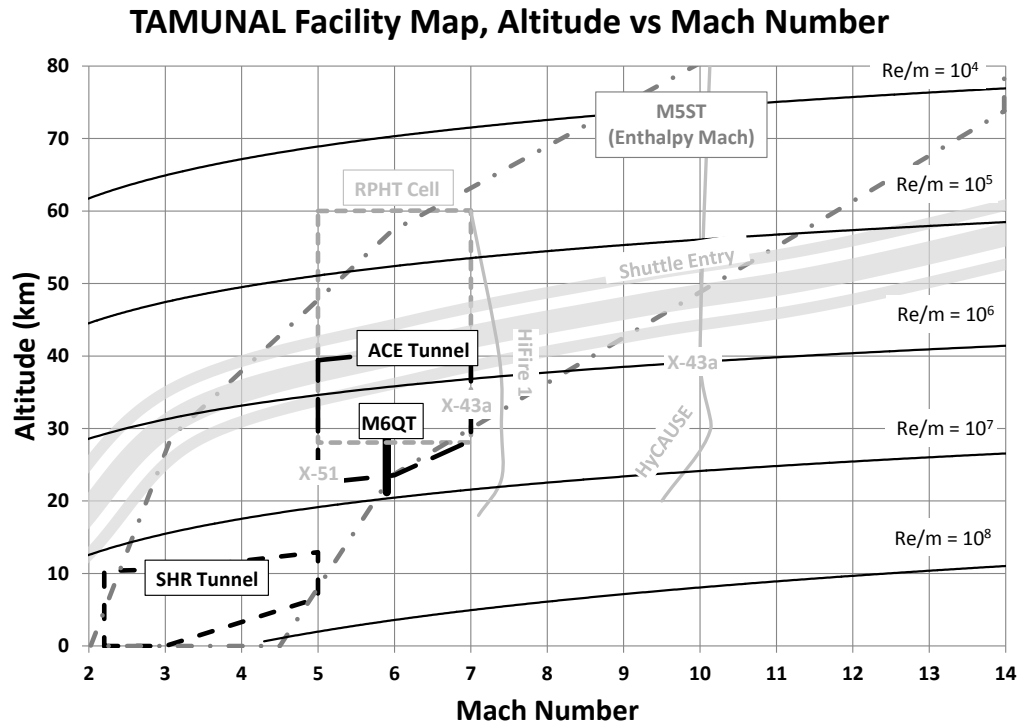 TAMUNAL Facility Map, Altitude vs Mach Number
80
70
60
50
40
30
20
10
0
Altitude (km)
Re/m = 10⁴
M5ST
(Enthalpy Mach)
RPHT Cell
Re/m = 10⁵
Shuttle Entry
Re/m = 10⁶
ACE Tunnel
HiFire 1
X-43a
X-43a
M6QT
X-51
HyCAUSE
Re/m = 10⁷
Re/m = 10⁸
SHR Tunnel
2 3 4 5 6 7 8 9 10 11 12 13 14
Mach Number